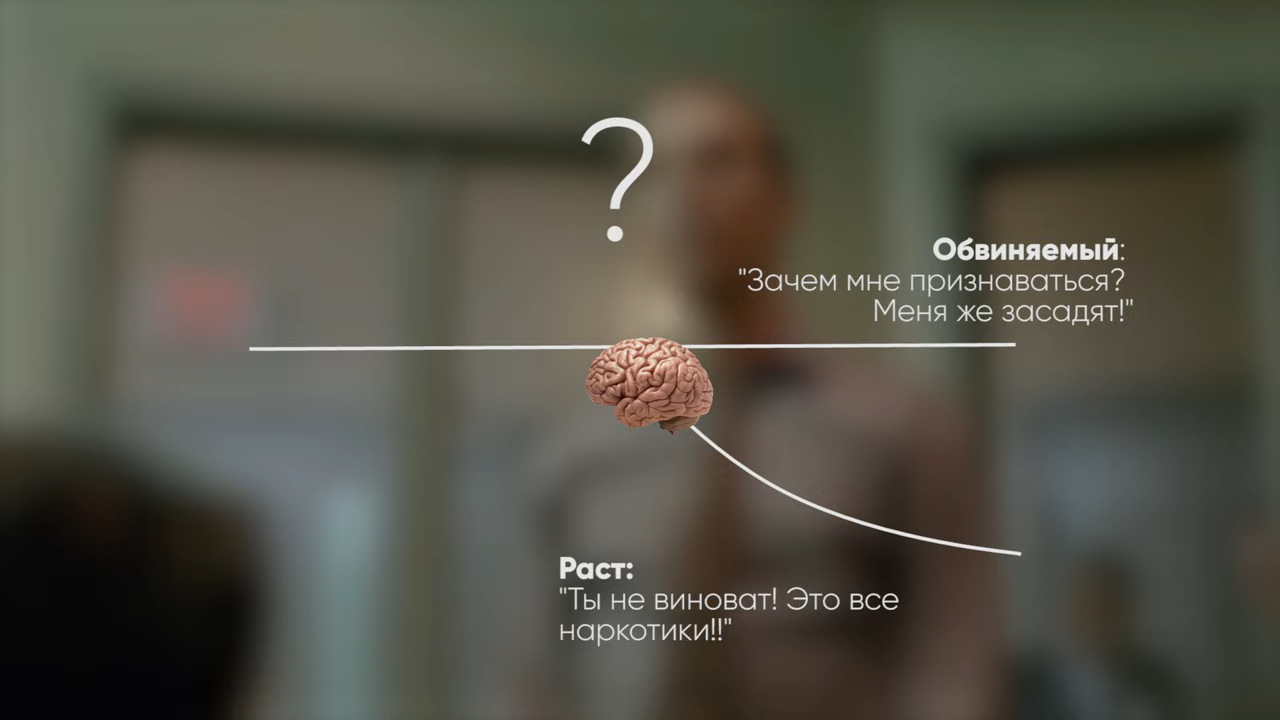 ?
Обвиняемый:
"Зачем мне признаваться?
Меня же засадят!"
Раст:
"Ты не виноват! Это все
наркотики!!"